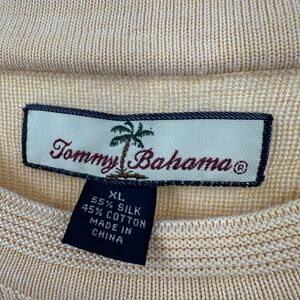 Tommy Bahama®
XL
55% SILK
45% COTTON
MADE IN
CHINA